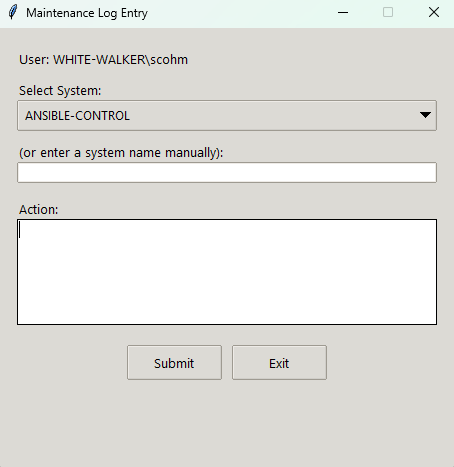 Maintenance Log Entry
User: WHITE-WALKER\scohm
Select System:
ANSIBLE-CONTROL
(or enter a system name manually):
Action:
Submit Exit